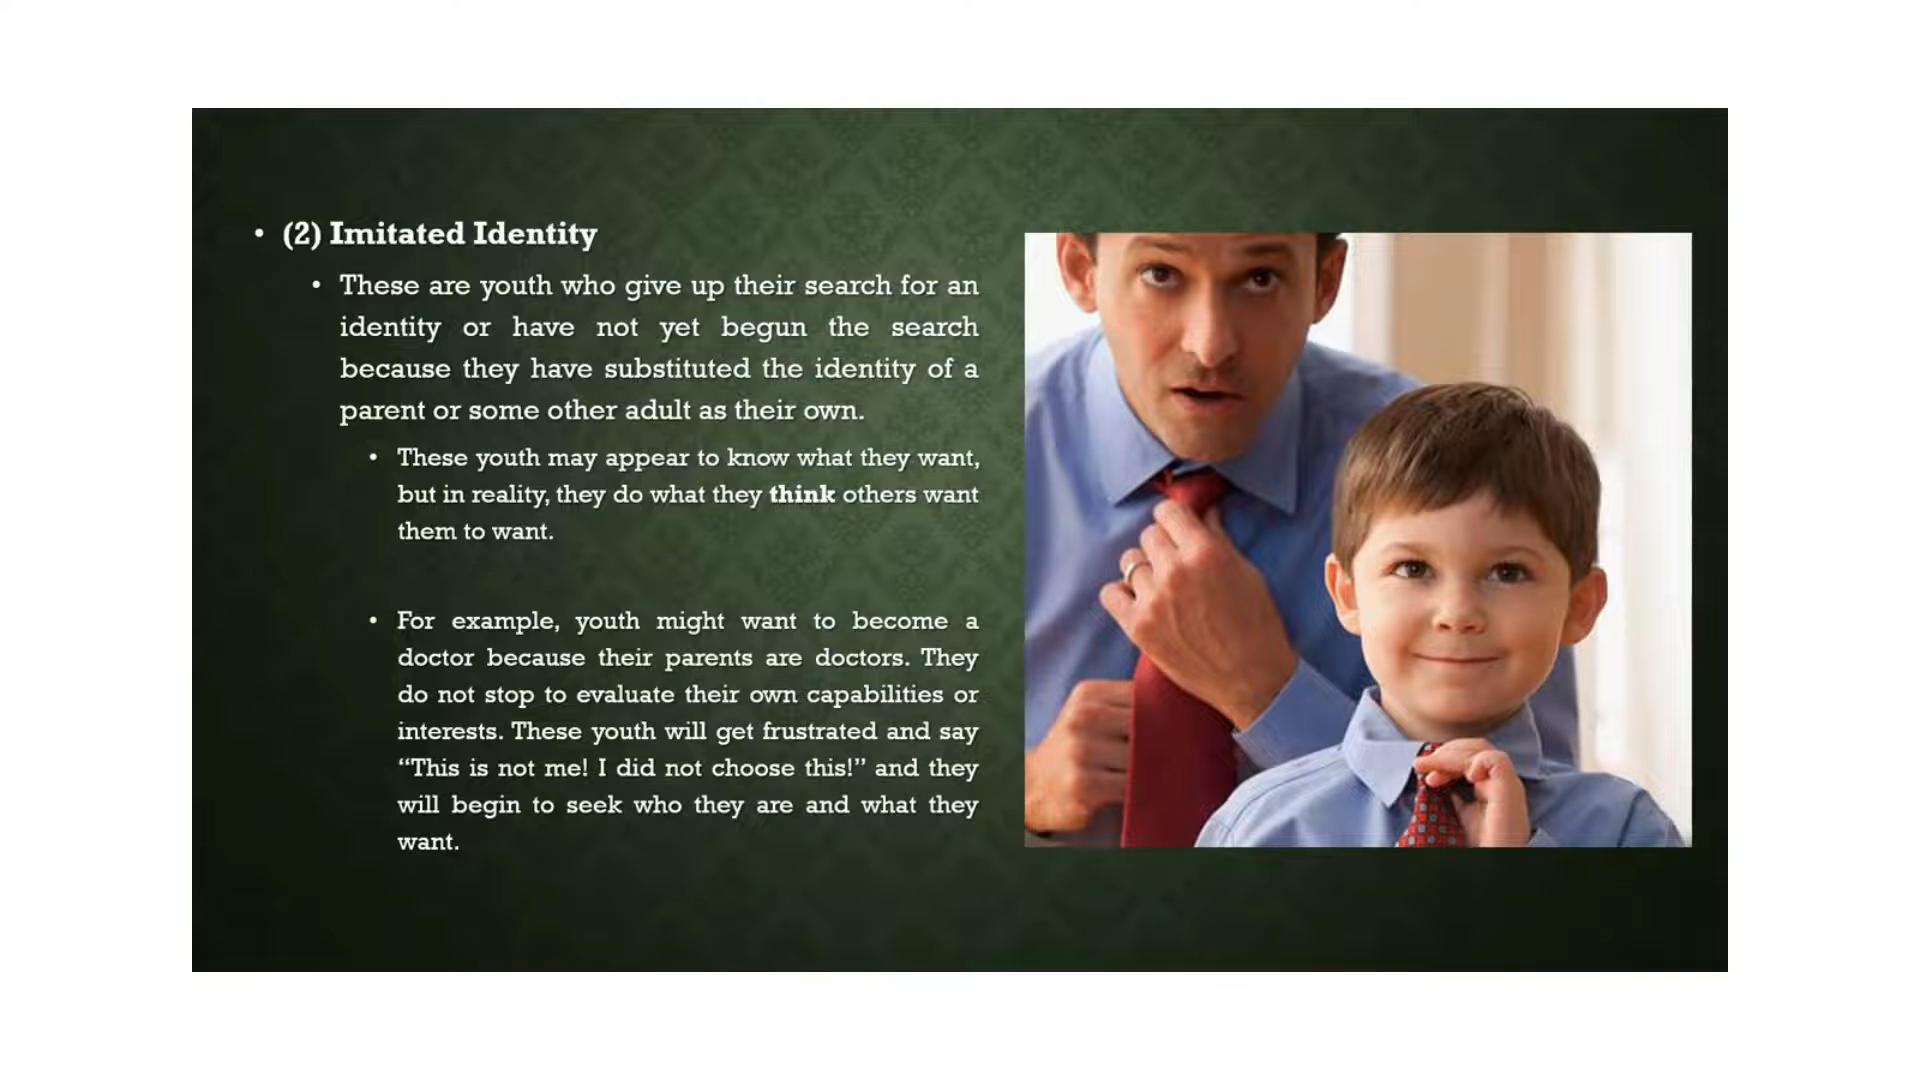 • (2) Imitated Identity
• These are youth who give up their search for an
identity or have not yet begun the search
because they have substituted the identity of a
parent or some other adult as their own.
• These youth may appear to know what they want,
but in reality, they do what they think others want
them to want.
• For example, youth might want to become a
doctor because their parents are doctors. They
do not stop to evaluate their own capabilities or
interests. These youth will get frustrated and say
“This is not me! I did not choose this!” and they
will begin to seek who they are and what they
want.